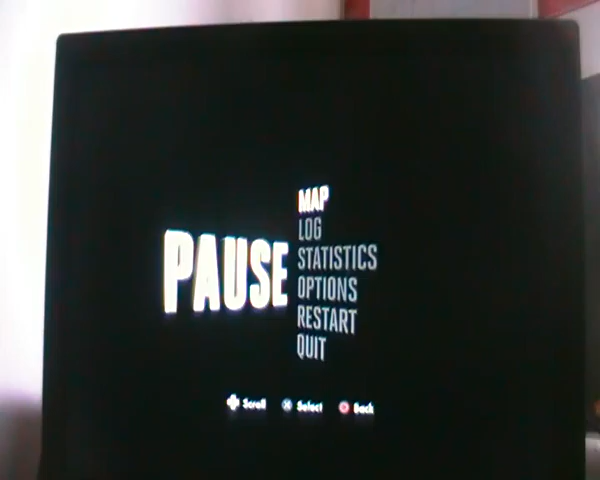 PAUSE
MAP
LOG
STATISTICS
OPTIONS
RESTART
QUIT
Scroll Select Back